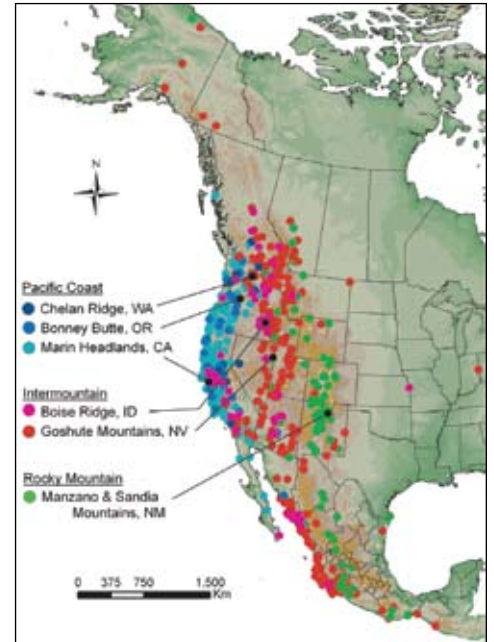 N
Pacific Coast
Chelan Ridge, WA
Bonney Butte, OR
Marin Headlands, CA
Intermountain
Boise Ridge, ID
Goshute Mountains, NV
Rocky Mountain
Manzano & Sandia
Mountains, NM
0 375 750 1,500
Km